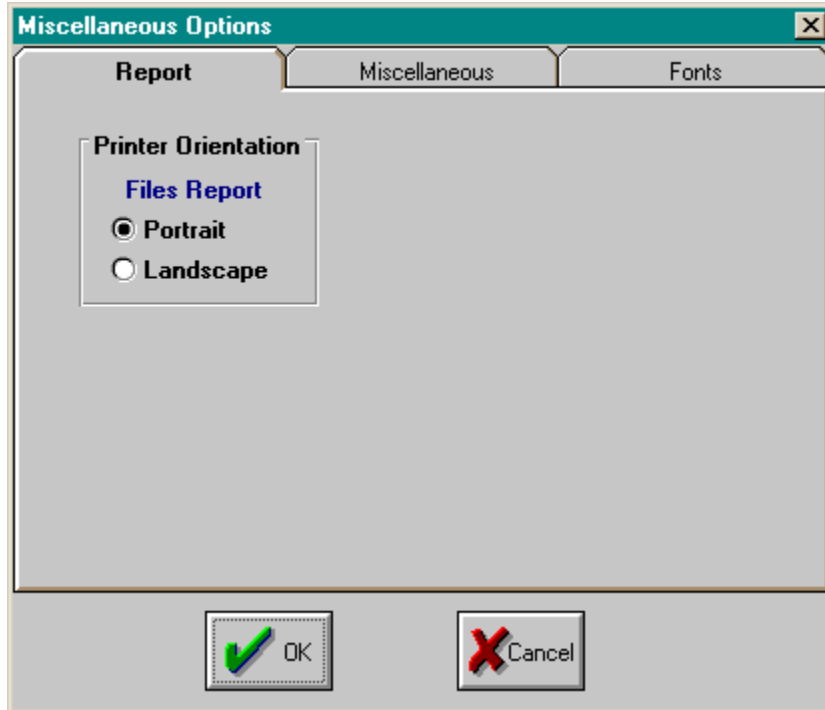 Miscellaneous Options
Report Miscellaneous Fonts
Printer Orientation
Files Report
Portrait
Landscape
OK Cancel